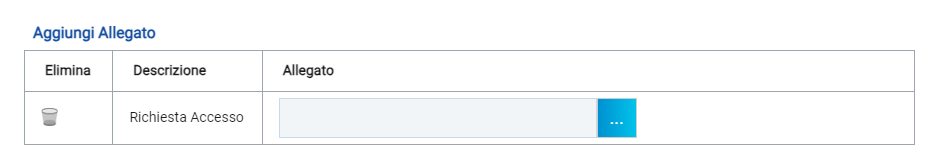 Aggiungi Allegato
Elimina Descrizione Allegato
Richiesta Accesso ...